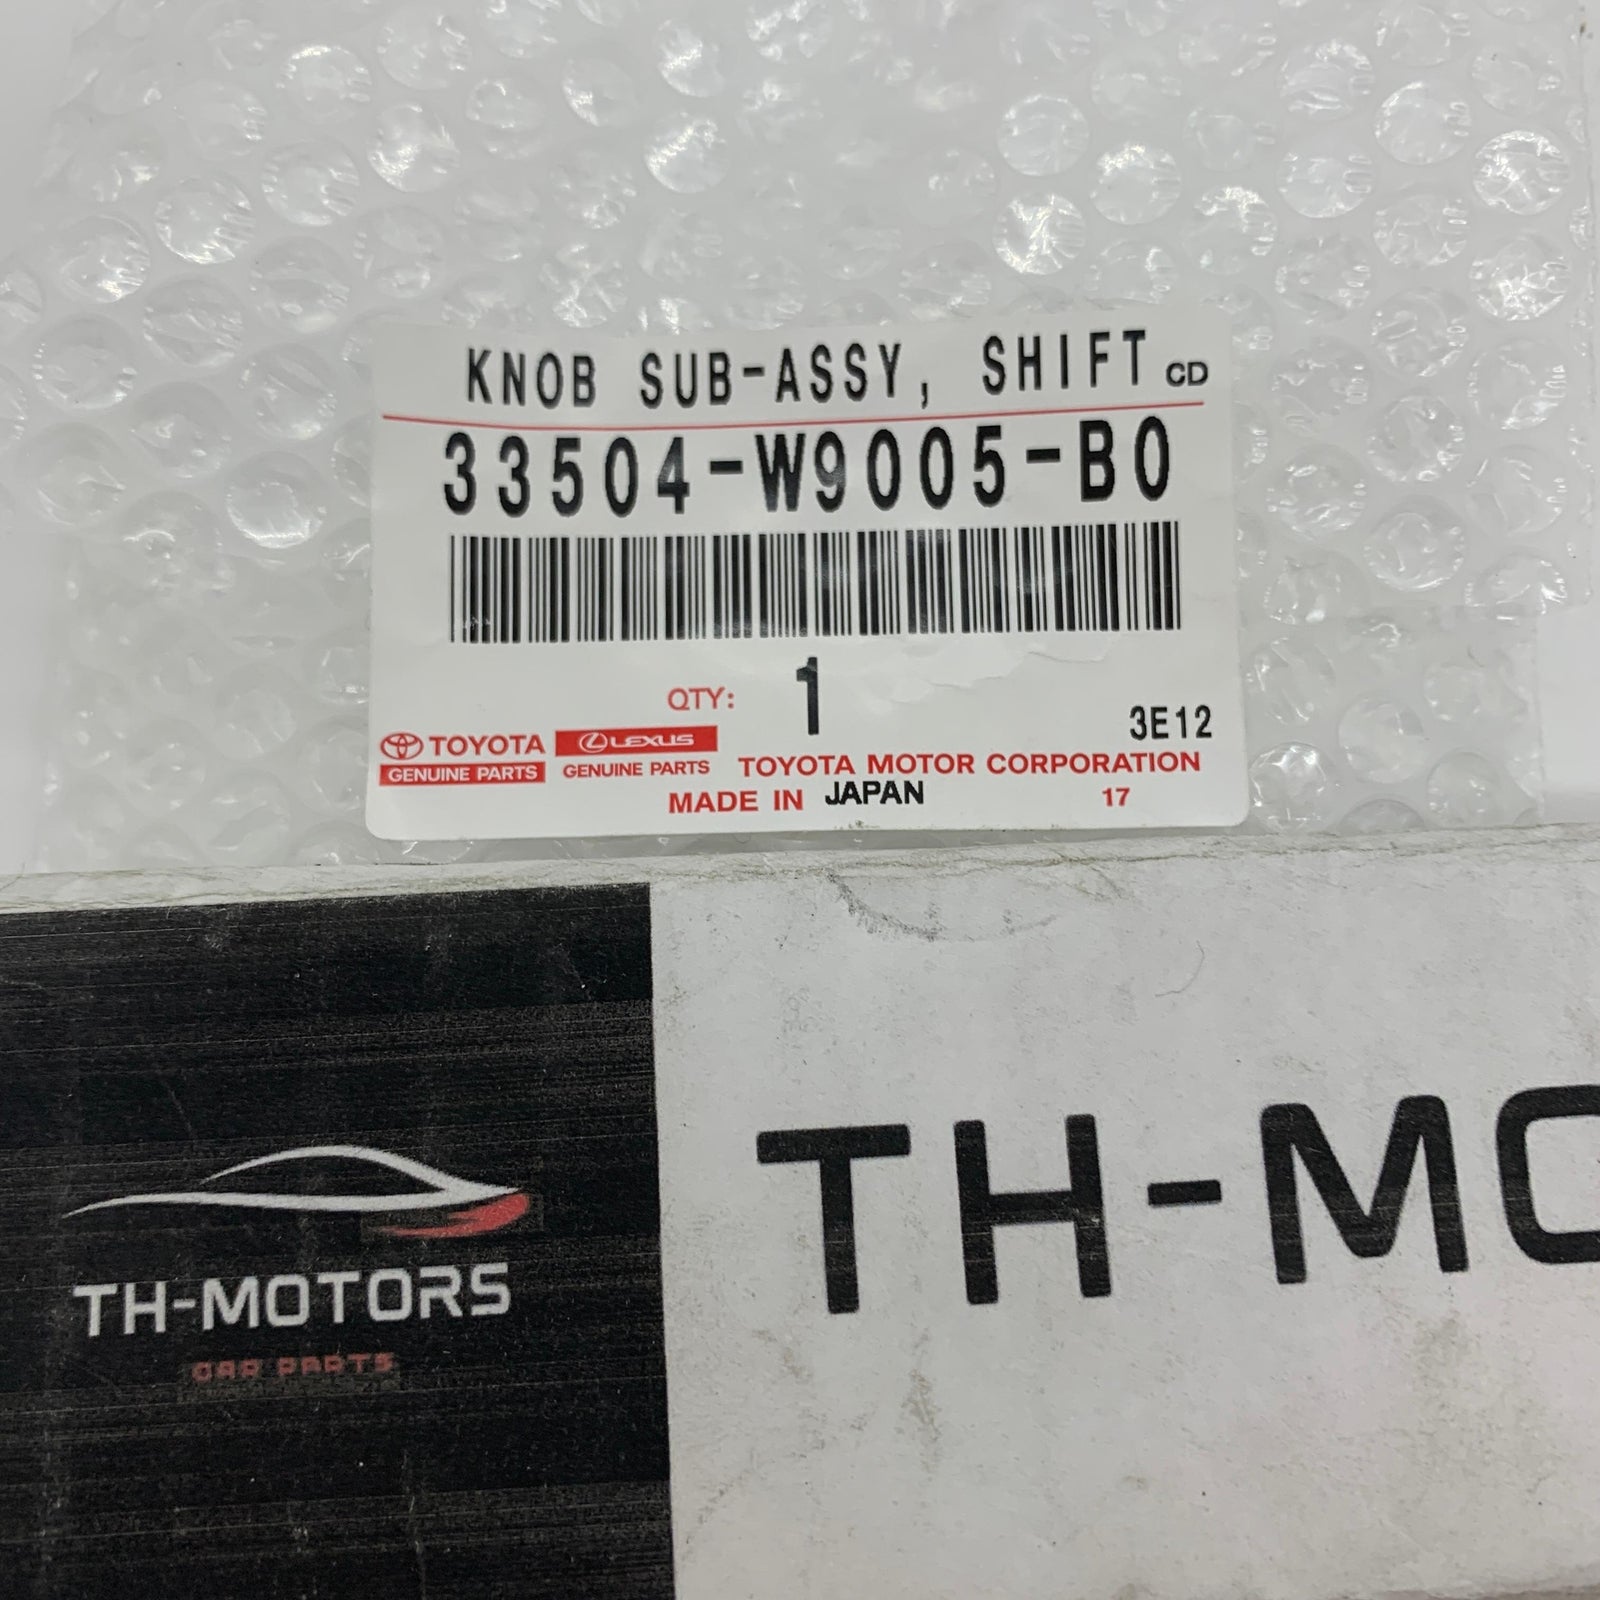 KNOB SUB-ASSY, SHIFT CD
33504-W9005-B0
QTY: 1
3E12
TOYOTA LEXUS
GENUINE PARTS GENUINE PARTS TOYOTA MOTOR CORPORATION
MADE IN JAPAN 17
TH-MO
TH-MOTORS
CAR PARTS